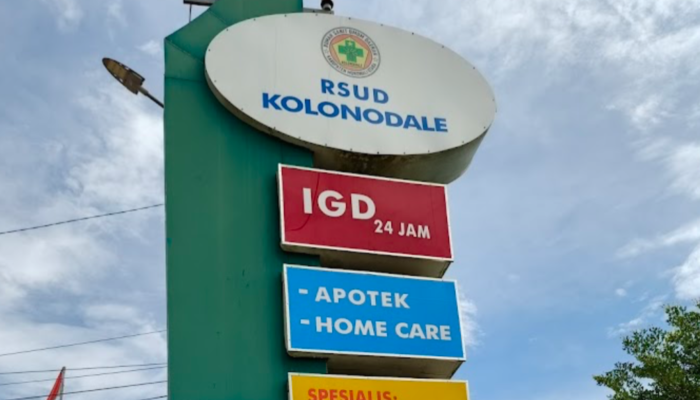 RSUD
KOLONODALE
IGD
24 JAM
- APOTEK
- HOME CARE
SPESIALIS: